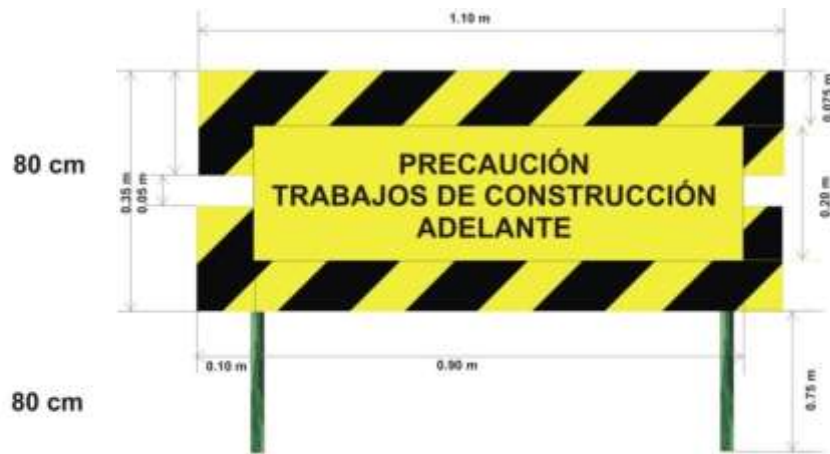 1.10 m
0.075 m
80 cm
0.35 m
0.05 m
PRECAUCIÓN
TRABAJOS DE CONSTRUCCIÓN
ADELANTE
0.20 m
0.10 m
0.90 m
0.75 m
80 cm